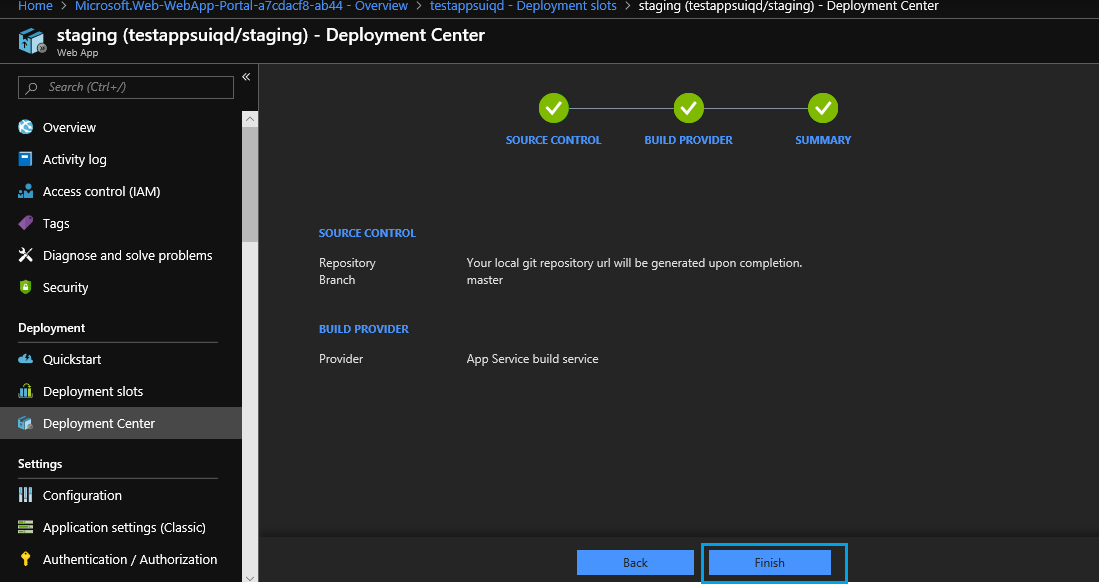 Home > Microsoft.Web-WebApp-Portal-a7cdacf8-ab44 - Overview > testappsuiqd - Deployment slots > staging (testappsuiqd/staging) - Deployment Center
staging (testappsuiqd/staging) - Deployment Center
Web App
Search (Ctrl+/)
«
Overview
Activity log
Access control (IAM)
Tags
Diagnose and solve problems
Security
Deployment
Quickstart
Deployment slots
Deployment Center
Settings
Configuration
Application settings (Classic)
Authentication / Authorization
SOURCE CONTROL
BUILD PROVIDER
SUMMARY
SOURCE CONTROL
Repository Your local git repository url will be generated upon completion.
Branch master
BUILD PROVIDER
Provider App Service build service
Back
Finish